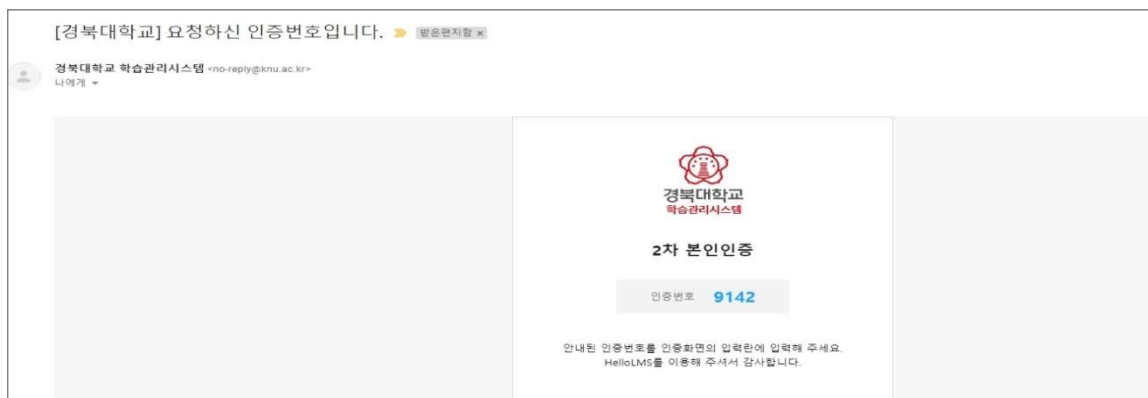 [경북대학교] 요청하신 인증번호입니다. 받은편지함 x
경북대학교 학습관리시스템 <no-reply@knu.ac.kr>
나에게
경북대학교
학습관리시스템
2차 본인인증
인증번호 9142
안내된 인증번호를 인증화면의 입력란에 입력해 주세요.
HelloLMS를 이용해 주셔서 감사합니다.